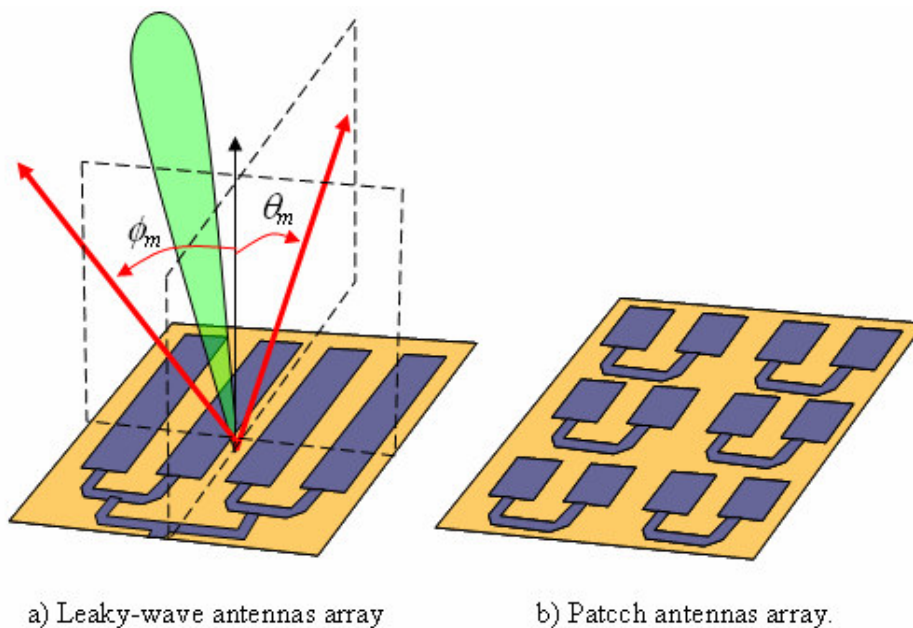 θm
ϕm
a) Leaky-wave antennas array
b) Patcch antennas array.